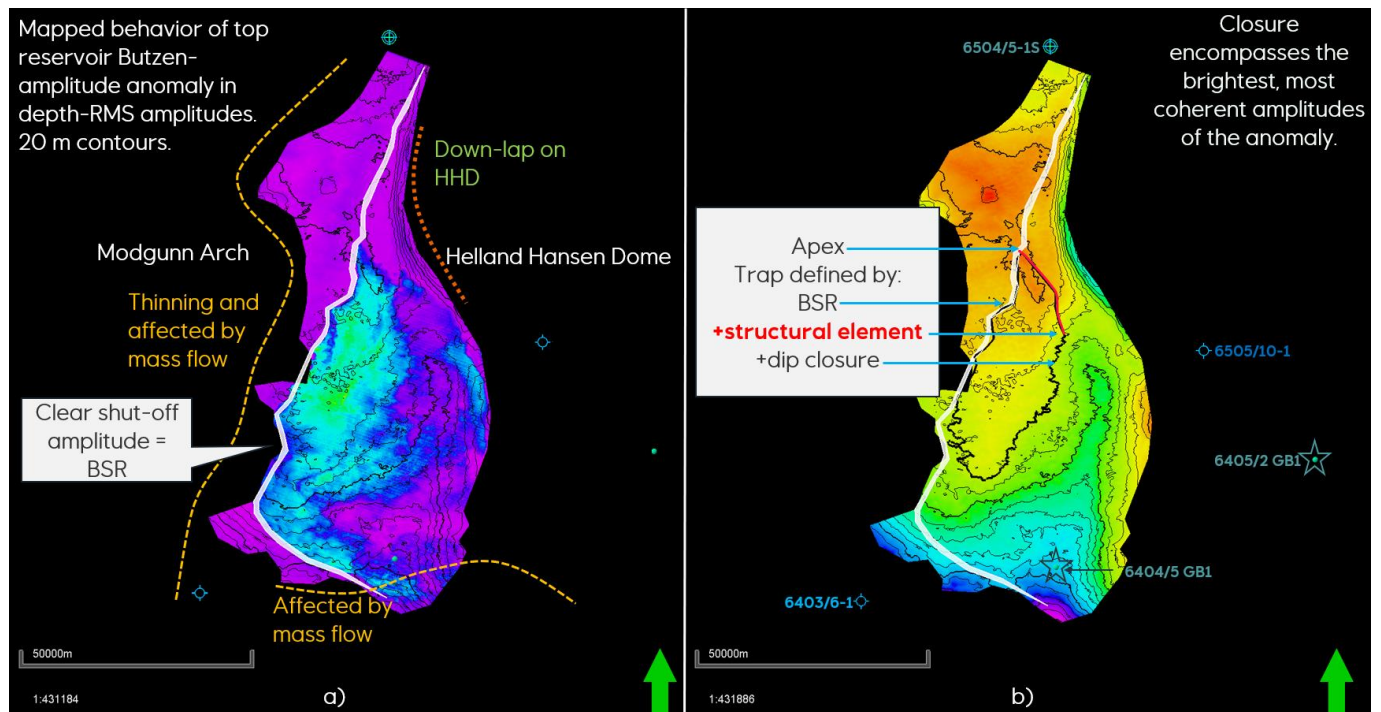 Mapped behavior of top
reservoir Butzen-
amplitude anomaly in
depth-RMS amplitudes.
20 m contours.
Down-lap on
HHD
Modgunn Arch
Helland Hansen Dome
Thinning and
affected by
mass flow
Clear shut-off
amplitude =
BSR
Affected by
mass flow
50000m
1:431184
a)
6504/5-1S
Closure
encompasses the
brightest, most
coherent amplitudes
of the anomaly.
Apex
Trap defined by:
BSR
+structural element
+dip closure
6505/10-1
6405/2 GB1
6404/5 GB1
6403/6-1
50000m
1:431886
b)